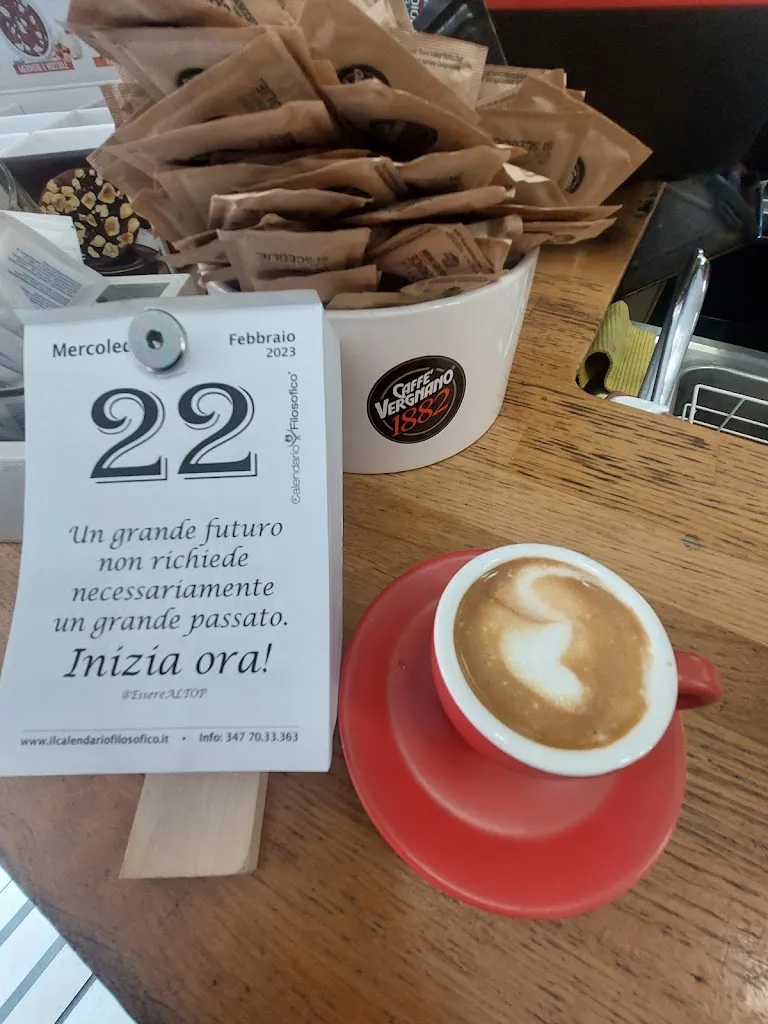 Mercoled
Febbraio
2023
22
Calendario Filosofico®
Un grande futuro
non richiede
necessariamente
un grande passato.
Inizia ora!
@EssereALTOP
www.ilcalendariofilosofico.it • Info: 347 70.33.363
CAFFÈ
VERGNANO
1882